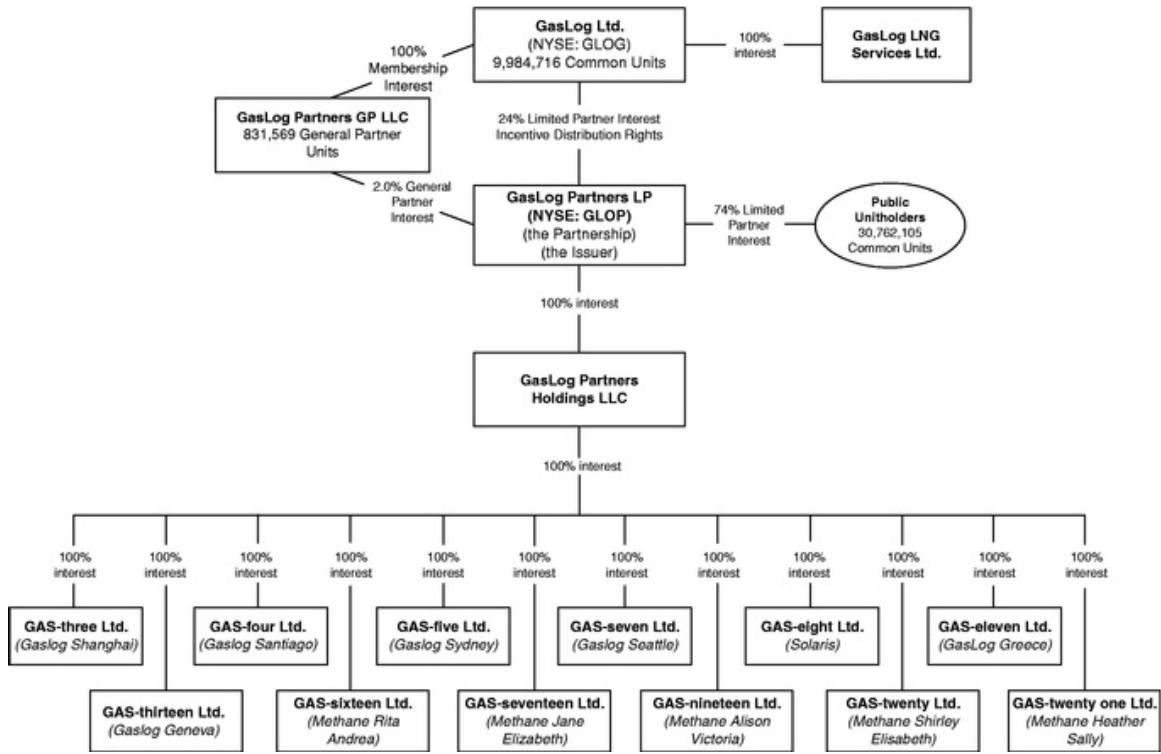 GasLog Ltd.
(NYSE: GLOG)
9,984,716 Common Units
100%
interest
GasLog LNG
Services Ltd.
100%
Membership
Interest
GasLog Partners GP LLC
831,569 General Partner
Units
24% Limited Partner Interest
Incentive Distribution Rights
2.0% General
Partner
Interest
GasLog Partners LP
(NYSE: GLOP)
(the Partnership)
(the Issuer)
74% Limited
Partner
Interest
Public
Unitholders
30,762,105
Common Units
100% interest
GasLog Partners
Holdings LLC
100% interest
100%
interest
100%
interest
100%
interest
100%
interest
100%
interest
100%
interest
100%
interest
100%
interest
100%
interest
100%
interest
100%
interest
100%
interest
GAS-three Ltd.
(Gaslog Shanghai)
GAS-four Ltd.
(Gaslog Santiago)
GAS-five Ltd.
(Gaslog Sydney)
GAS-seven Ltd.
(Gaslog Seattle)
GAS-eight Ltd.
(Solaris)
GAS-eleven Ltd.
(GasLog Greece)
GAS-thirteen Ltd.
(Gaslog Geneva)
GAS-sixteen Ltd.
(Methane Rita
Andrea)
GAS-seventeen Ltd.
(Methane Jane
Elizabeth)
GAS-nineteen Ltd.
(Methane Alison
Victoria)
GAS-twenty Ltd.
(Methane Shirley
Elisabeth)
GAS-twenty one Ltd.
(Methane Heather
Sally)